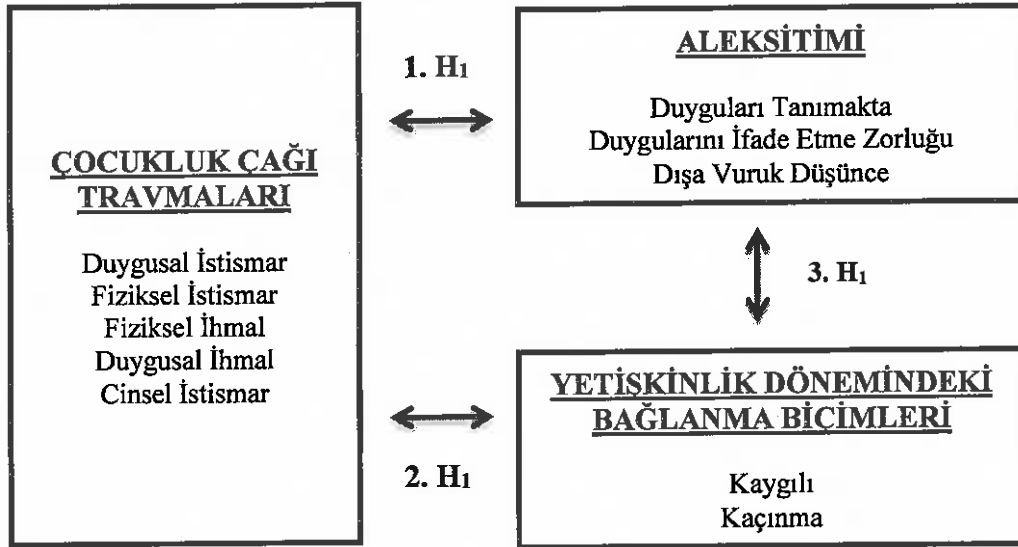 ÇOCUKLUK ÇAĞI
TRAVMALARI
Duygusal İstismar
Fiziksel İstismar
Fiziksel İhmal
Duygusal İhmal
Cinsel İstismar
1. H₁
2. H₁
ALEKSİTİMİ
Duyguları Tanımakta
Duygularını İfade Etme Zorluğu
Dışa Vuruk Düşünce
3. H₁
YETİŞKİNLİK DÖNEMİNDEKİ
BAĞLANMA BİÇİMLERİ
Kaygılı
Kaçınma